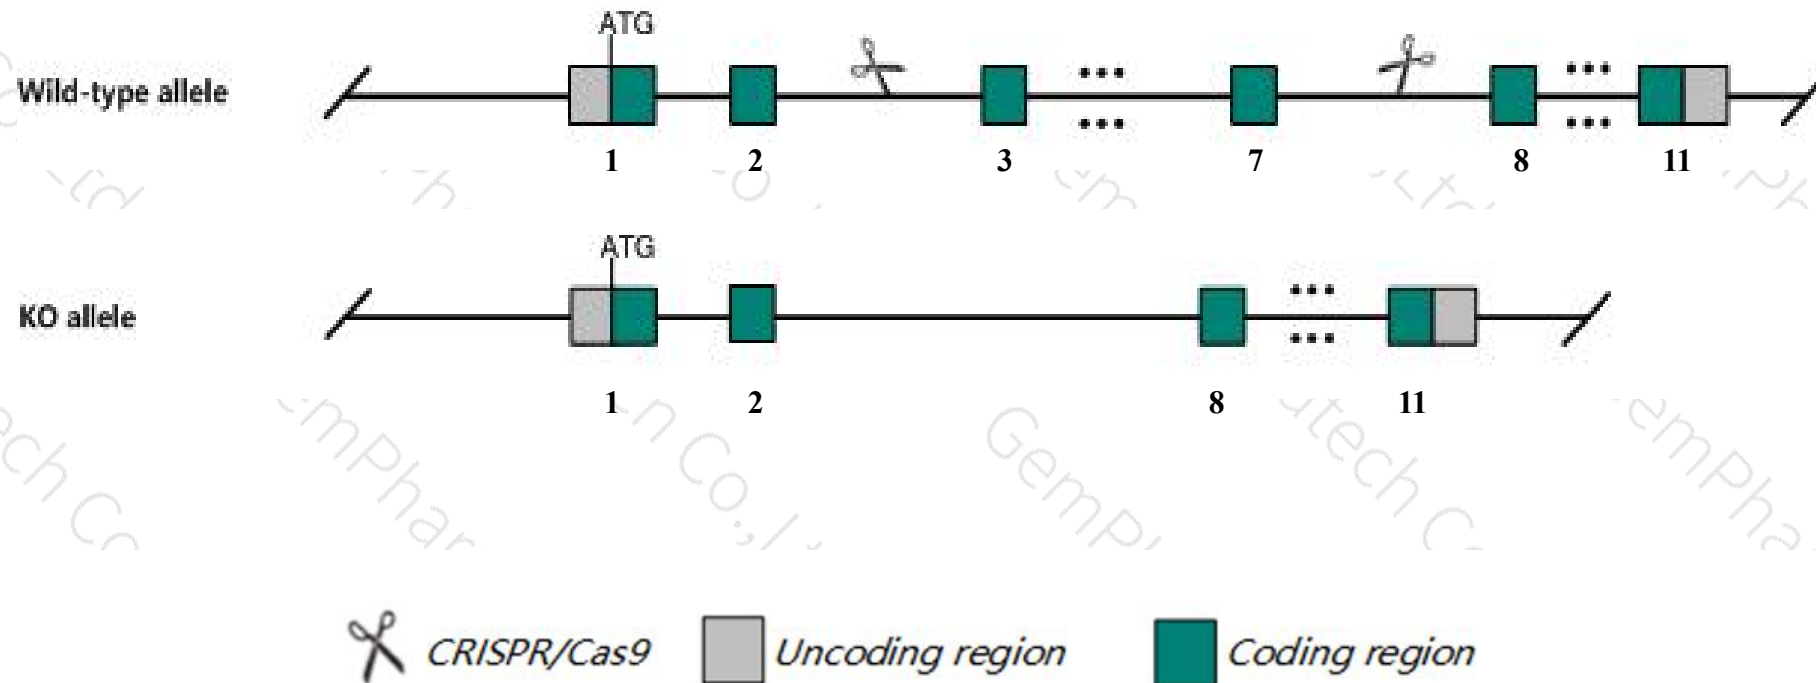 ATG
Wild-type allele
1 2 3 7 8 11
ATG
KO allele
1 2 8 11
CRISPR/Cas9 Uncoding region Coding region
GemPh